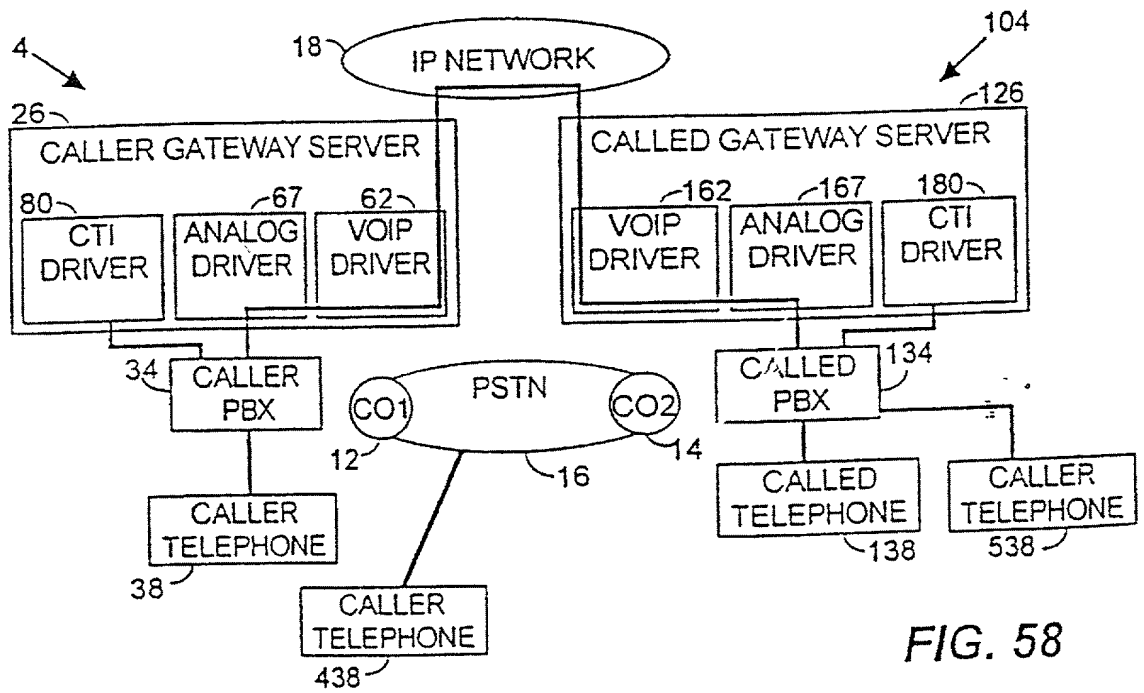 4
18
IP NETWORK
104
26
CALLER GATEWAY SERVER
126
CALLED GATEWAY SERVER
80
CTI
DRIVER
67
ANALOG
DRIVER
62
VOIP
DRIVER
162
VOIP
DRIVER
167
ANALOG
DRIVER
180
CTI
DRIVER
34
CALLER
PBX
PSTN
CO1
CO2
12
16
14
CALLED
PBX
134
CALLER
TELEPHONE
38
CALLER
TELEPHONE
438
CALLED
TELEPHONE
138
CALLER
TELEPHONE
538
FIG. 58